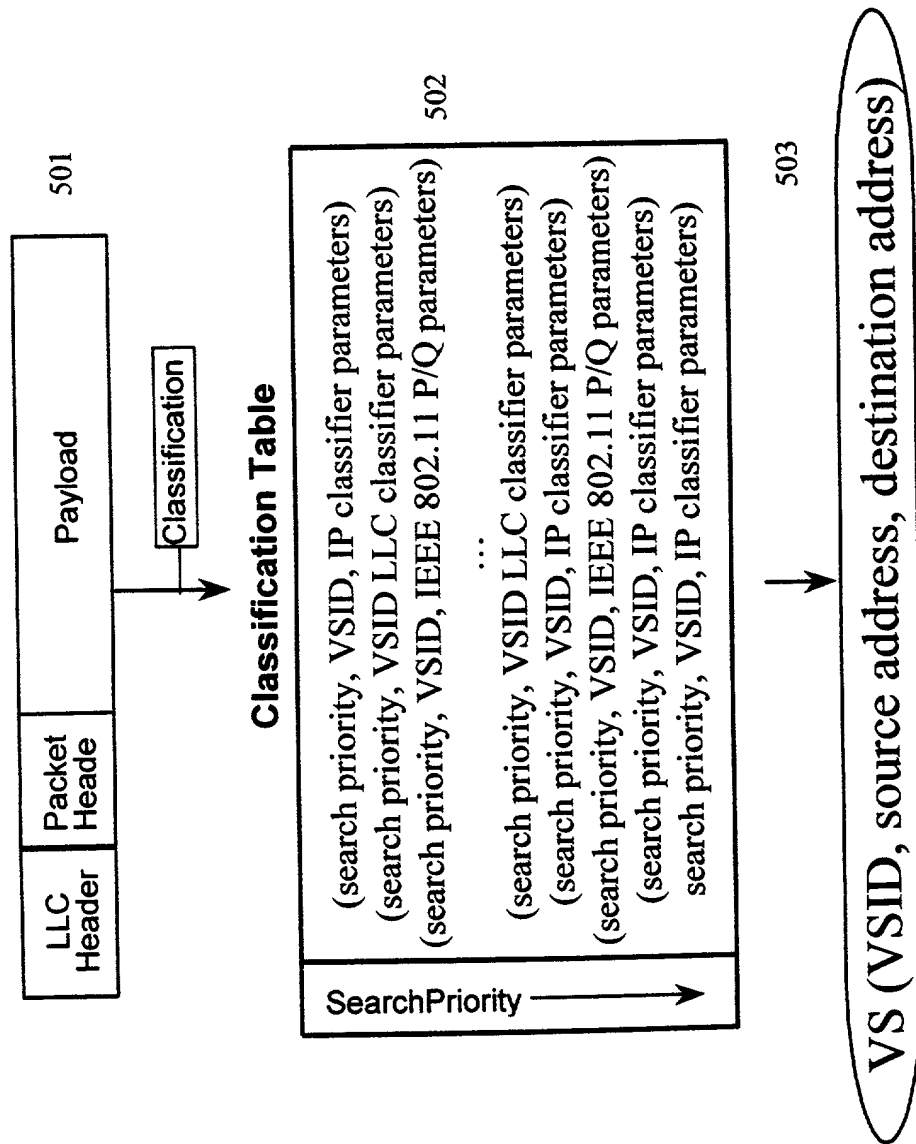 501
LLC
Header
Packet
Heade
Payload
Classification
Classification Table
502
SearchPriority
(search priority, VSID, IP classifier parameters)
(search priority, VSID LLC classifier parameters)
(search priority, VSID, IEEE 802.11 P/Q parameters)
...
(search priority, VSID LLC classifier parameters)
(search priority, VSID, IP classifier parameters)
(search priority, VSID, IEEE 802.11 P/Q parameters)
(search priority, VSID, IP classifier parameters)
search priority, VSID, IP classifier parameters)
503
VS (VSID, source address, destination address)